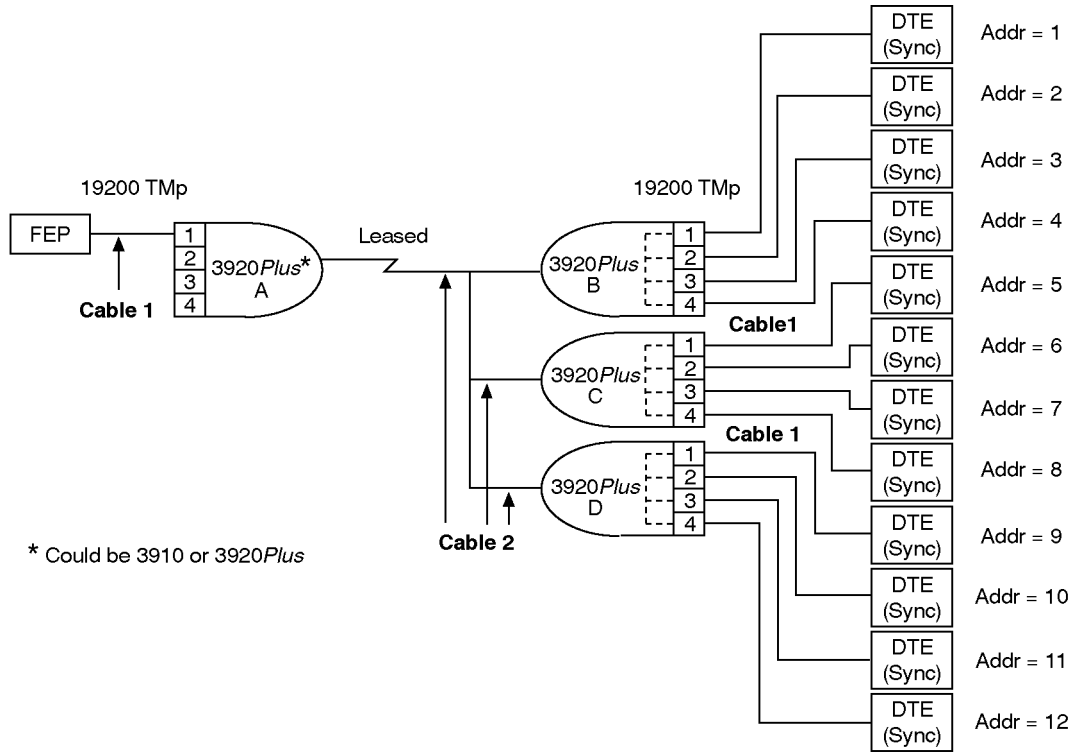 19200 TMp
FEP
Cable 1
1
2
3
4
3920Plus*
A
Leased
19200 TMp
3920Plus
B
1
2
3
4
Cable1
3920Plus
C
1
2
3
4
Cable 1
3920Plus
D
1
2
3
4
Cable 2
* Could be 3910 or 3920Plus
DTE
(Sync)
Addr = 1
DTE
(Sync)
Addr = 2
DTE
(Sync)
Addr = 3
DTE
(Sync)
Addr = 4
DTE
(Sync)
Addr = 5
DTE
(Sync)
Addr = 6
DTE
(Sync)
Addr = 7
DTE
(Sync)
Addr = 8
DTE
(Sync)
Addr = 9
DTE
(Sync)
Addr = 10
DTE
(Sync)
Addr = 11
DTE
(Sync)
Addr = 12